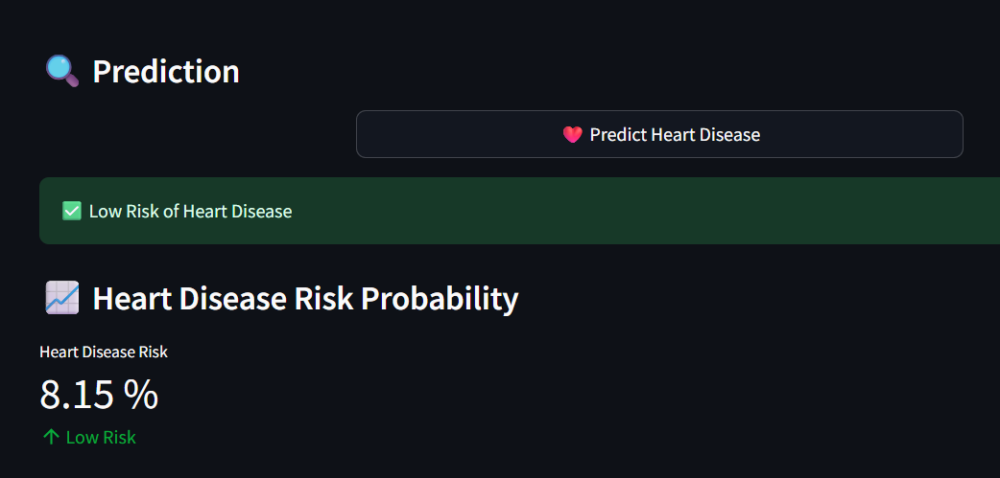 Prediction
Predict Heart Disease
Low Risk of Heart Disease
Heart Disease Risk Probability
Heart Disease Risk
8.15 %
↑ Low Risk